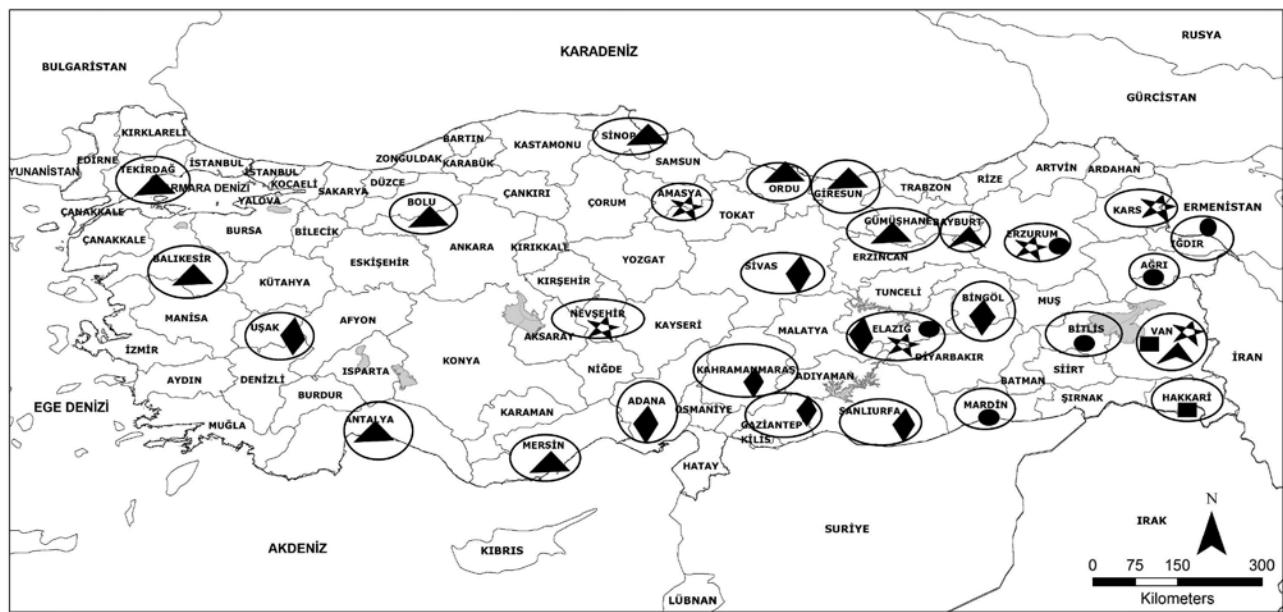 RUSYA
KARADENİZ
BULGARİSTAN
GÜRCİSTAN
KIRKLARELİ
BARTIN
SİNOP
KASTAMONU
EDİRNE
İSTANBUL
ZONGULDAK
KARABÜK
SAMSUN
ARTVİN
ARDAHAN
YUNANİSTAN
TEKİRDAĞ
İSTANBUL
KOCAELİ
DÜZCE
RİZE
ARMARA DENİZİ
SAKARYA
ÇANKIRI
AMASYA
ORDU
GİRESUN
TRABZON
YALOVA
BOLU
ÇORUM
KARS
ERMENİSTAN
ÇANAKKALE
TOKAT
GÜMÜŞHANE
BAYBURT
BURSA
BİLECİK
ERZURUM
ÇANAKKALE
ANKARA
KIRIKKALE
IĞDIR
ERZİNCAN
BALIKESİR
ESKİŞEHİR
YOZGAT
SİVAS
AĞRI
KÜTAHYA
KIRŞEHİR
TUNCELİ
BİNGÖL
MUŞ
MANİSA
NEVŞEHİR
UŞAK
AFYON
KAYSERİ
MALATYA
ELAZIĞ
BİTLİS
VAN
AKSARAY
İZMİR
DİYARBAKIR
İRAN
KONYA
SİİRT
ISPARTA
NİĞDE
KAHRAMANMARAŞ
ADIYAMAN
AYDIN
DENİZLİ
BATMAN
BURDUR
ADANA
MARDİN
ŞIRNAK
HAKKARİ
EGE DENİZİ
KARAMAN
OSMANİYE
ŞANLIURFA
ANTALYA
MUĞLA
GAZİANTEP
MERSİN
KİLİS
HATAY
N
SURİYE
IRAK
AKDENİZ
KIBRIS
0 75 150 300
Kilometers
LÜBNAN